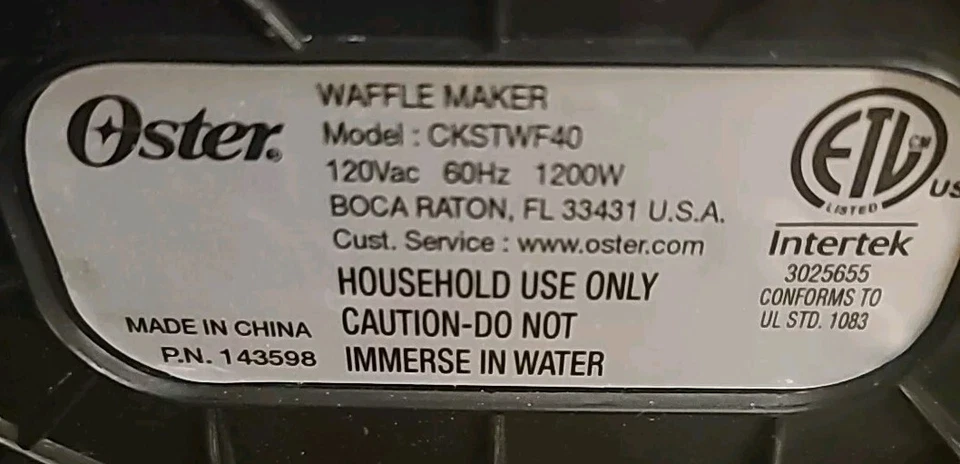 Oster®
WAFFLE MAKER
Model : CKSTWF40
120Vac 60Hz 1200W
BOCA RATON, FL 33431 U.S.A.
Cust. Service : www.oster.com
HOUSEHOLD USE ONLY
CAUTION-DO NOT
IMMERSE IN WATER
MADE IN CHINA
P.N. 143598
ETL CM
LISTED
US
Intertek
3025655
CONFORMS TO
UL STD. 1083